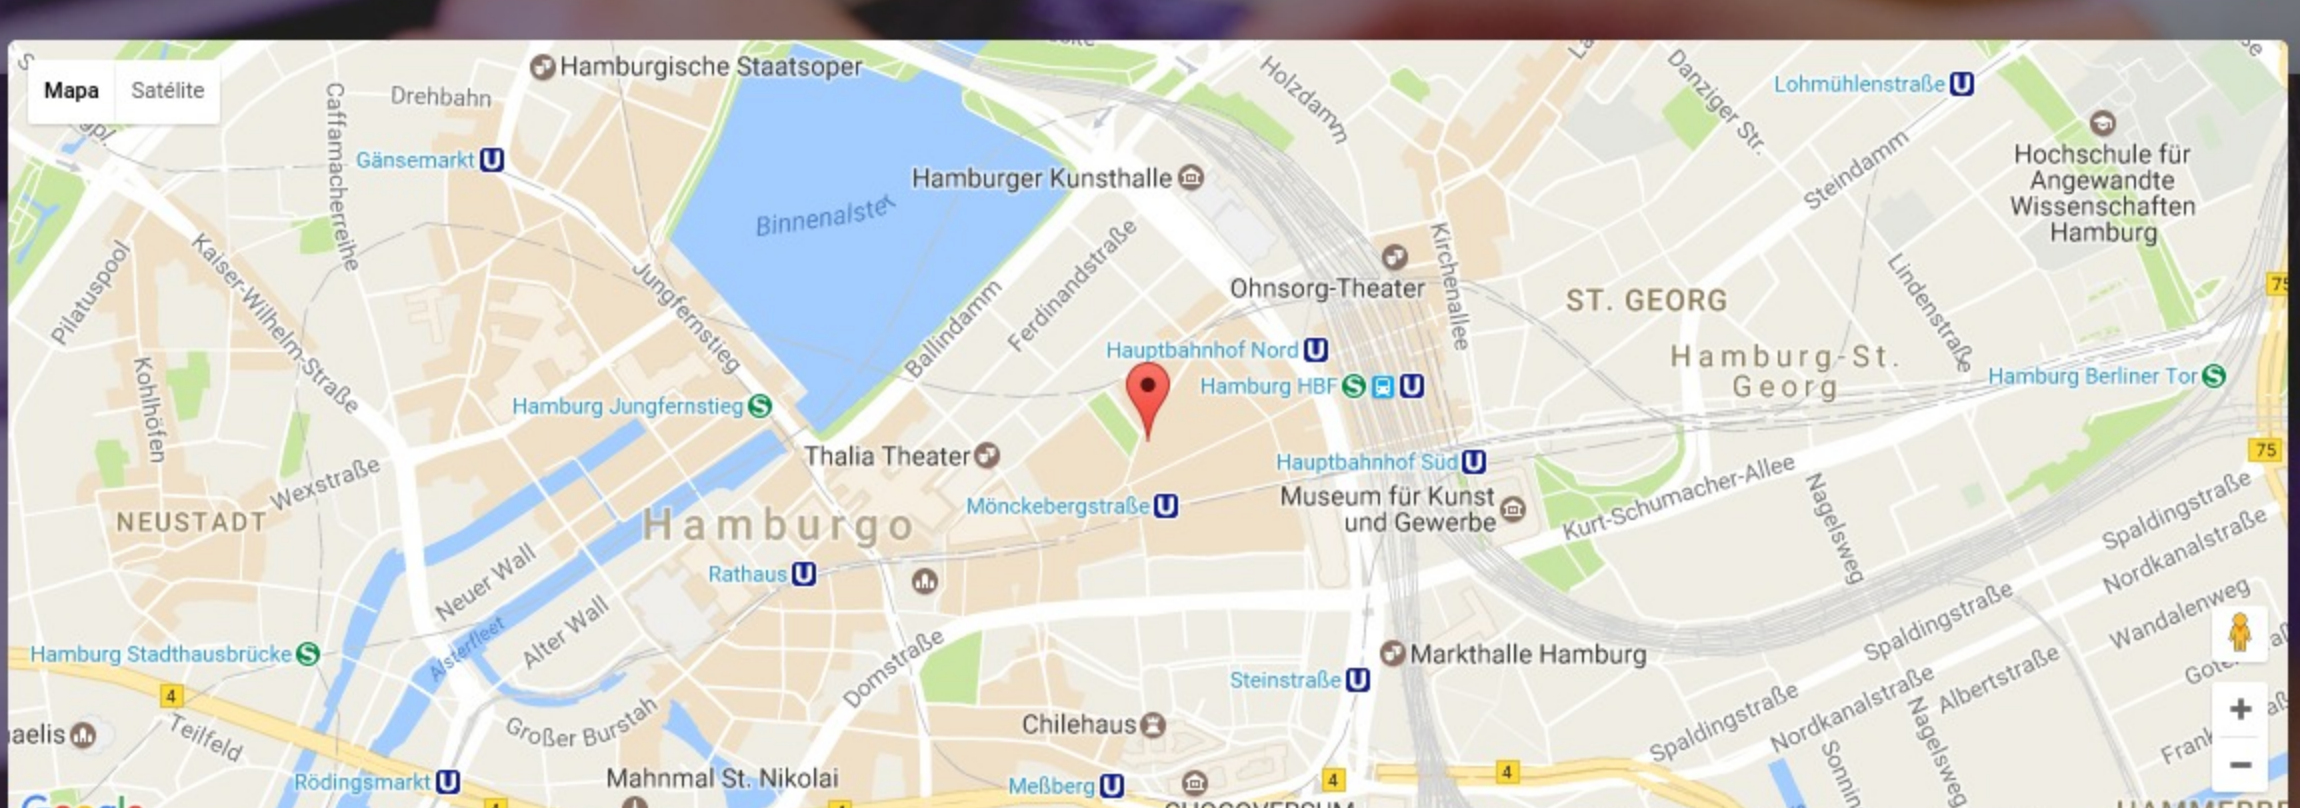 Mapa
Satélite
Hamburgische Staatsoper
Drehbahn
Caffamacherreihe
Gänsemarkt U
Holzdamm
Danziger Str.
Lohmühlenstraße U
Steindamm
Hochschule für
Angewandte
Wissenschaften
Hamburg
Hamburger Kunsthalle
Binnenalster
Pilatuspool
Kaiser-Wilhelm-Straße
Jungfernstieg
Ballindamm
Ferdinandstraße
Ohnsorg-Theater
Kirchenallee
ST. GEORG
Lindenstraße
75
Kohlhöfen
Hauptbahnhof Nord U
Hamburg-St.
Georg
Hamburg HBF S U
Hamburg Berliner Tor S
Hamburg Jungfernstieg S
Thalia Theater
Hauptbahnhof Süd U
75
Wexstraße
NEUSTADT
Mönckebergstraße U
Museum für Kunst
und Gewerbe
Kurt-Schumacher-Allee
Nagelsweg
Spaldingstraße
Nordkanalstraße
Hamburgo
Rathaus U
Neuer Wall
Alter Wall
Alsterfleet
Wandalenweg
Spaldingstraße
Hamburg Stadthausbrücke S
Domstraße
Markthalle Hamburg
Albertstraße
Steinstraße U
4
Teilfeld
Großer Burstah
Chilehaus
Spaldingstraße
Nordkanalstraße
Nagelsweg
Rödingsmarkt U
Mahnmal St. Nikolai
Meßberg U
4
4
+
−
Google